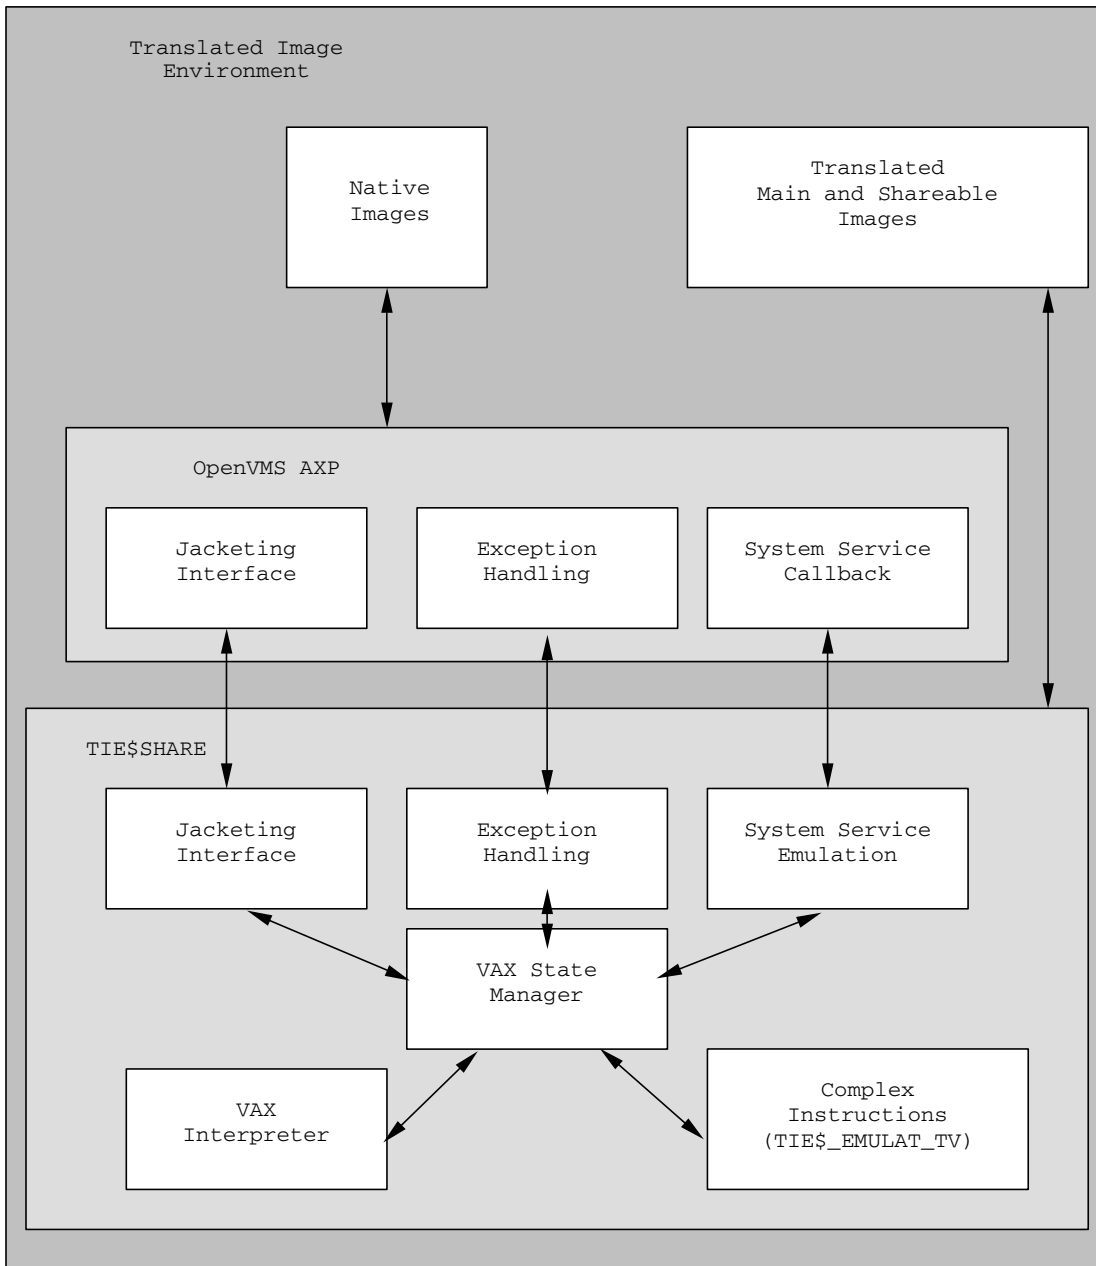 Translated Image
Environment
Native
Images
Translated
Main and Shareable
Images
OpenVMS AXP
Jacketing
Interface
Exception
Handling
System Service
Callback
TIE$SHARE
Jacketing
Interface
Exception
Handling
System Service
Emulation
VAX State
Manager
VAX
Interpreter
Complex
Instructions
(TIE$_EMULAT_TV)